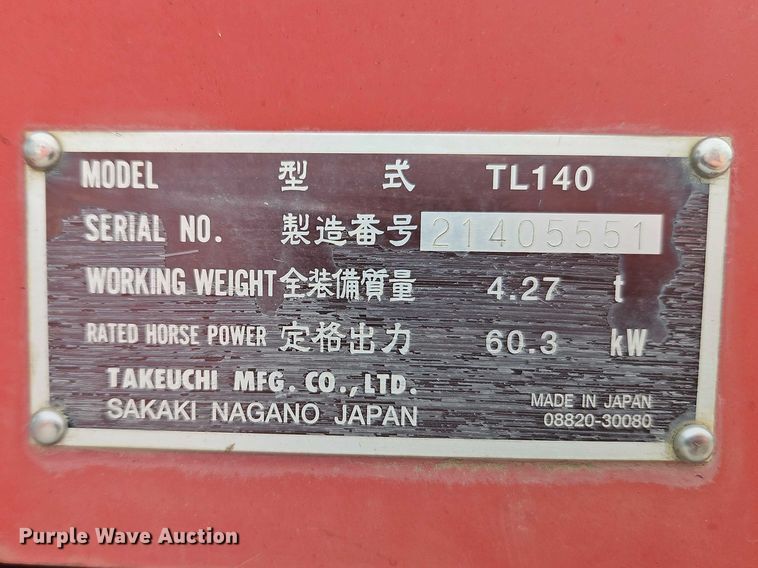 MODEL 型式 TL140
SERIAL NO. 製造番号 21405551
WORKING WEIGHT 全装備質量 4.27 t
RATED HORSE POWER 定格出力 60.3 kW
TAKEUCHI MFG. CO., LTD.
SAKAKI NAGANO JAPAN
MADE IN JAPAN
08820-30080
Purple Wave Auction